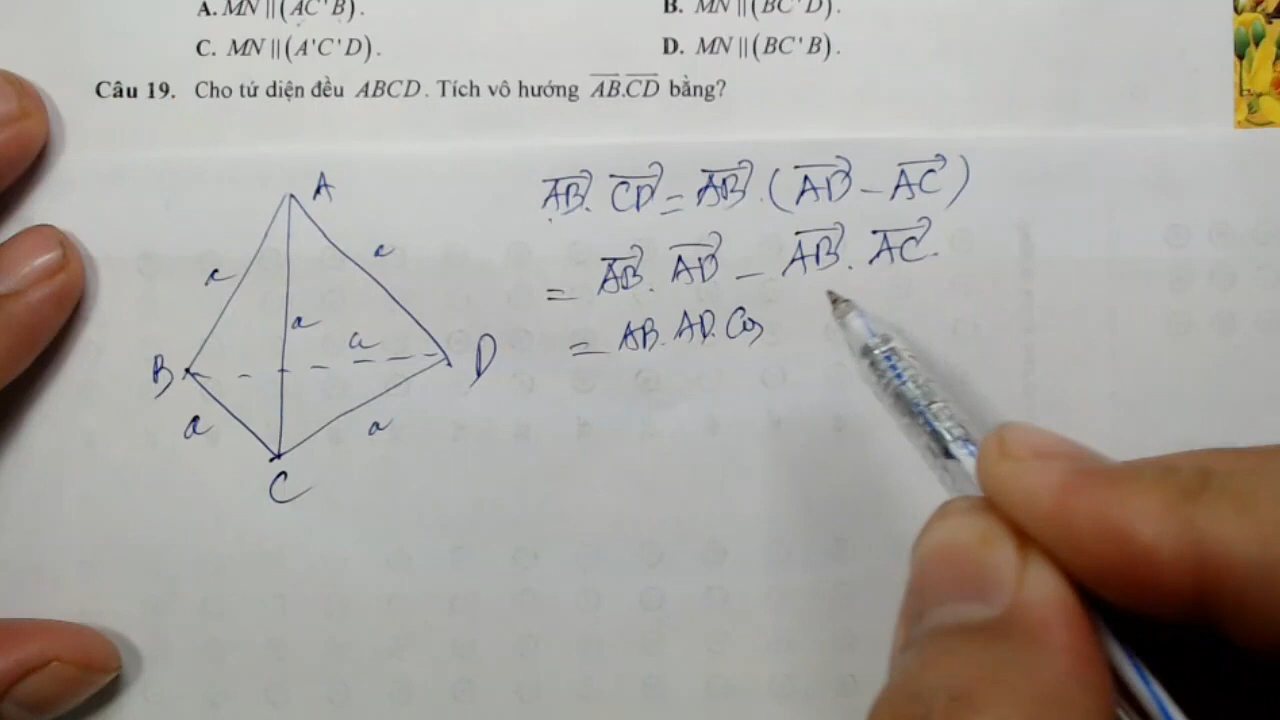 A. MN || (AC'B). B. MN || (BC'D).
C. MN || (A'C'D). D. MN || (BC'B).
Câu 19. Cho tứ diện đều ABCD. Tích vô hướng AB.CD bằng?
A
a
a
a
a
B
D
a
a
C
AB. CD = AB. (AD - AC)
= AB. AD - AB. AC.
= AB. AD. Cos